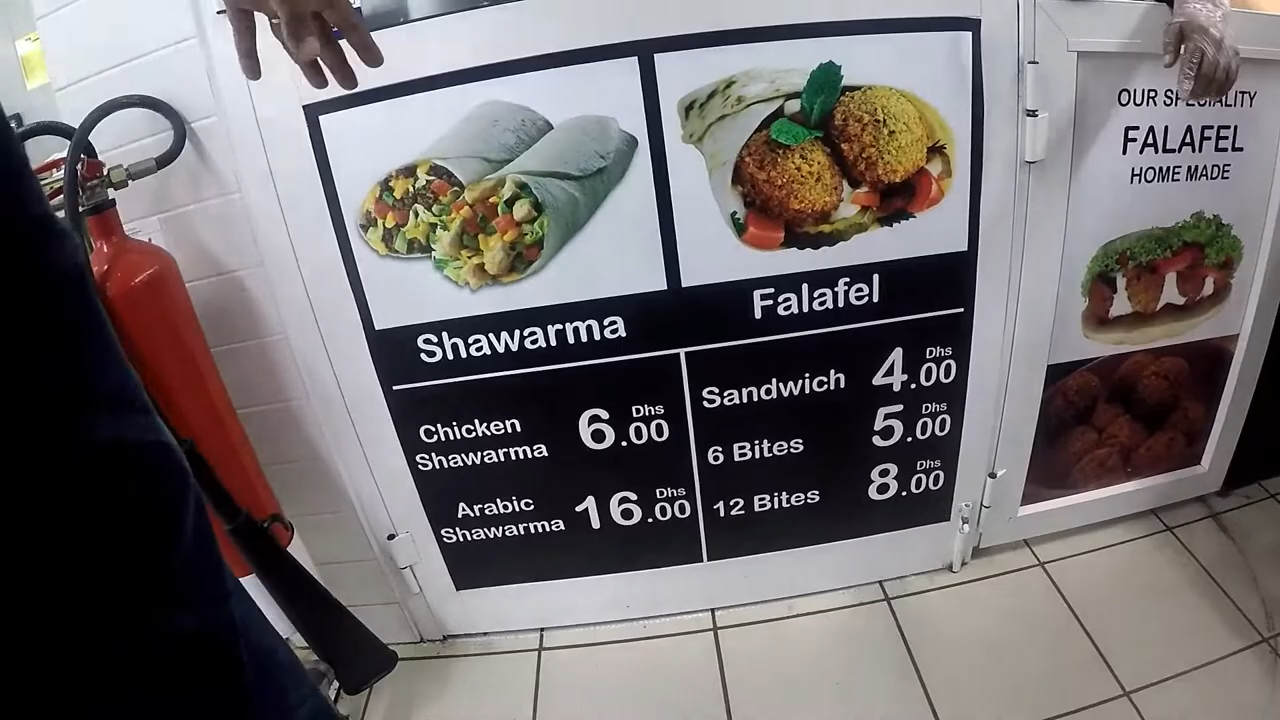 Shawarma
Chicken
Shawarma
6.00 Dhs
Arabic
Shawarma
16.00 Dhs
Falafel
Sandwich 4.00 Dhs
6 Bites 5.00 Dhs
12 Bites 8.00 Dhs
OUR SPECIALITY
FALAFEL
HOME MADE